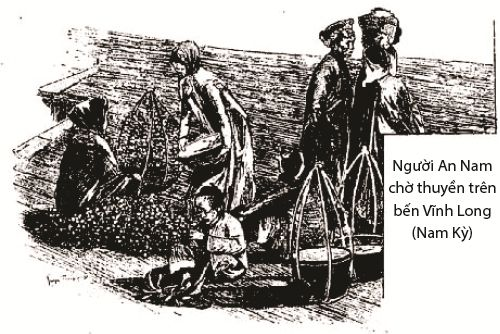 Người An Nam
chờ thuyền trên
bến Vĩnh Long
(Nam Kỳ)